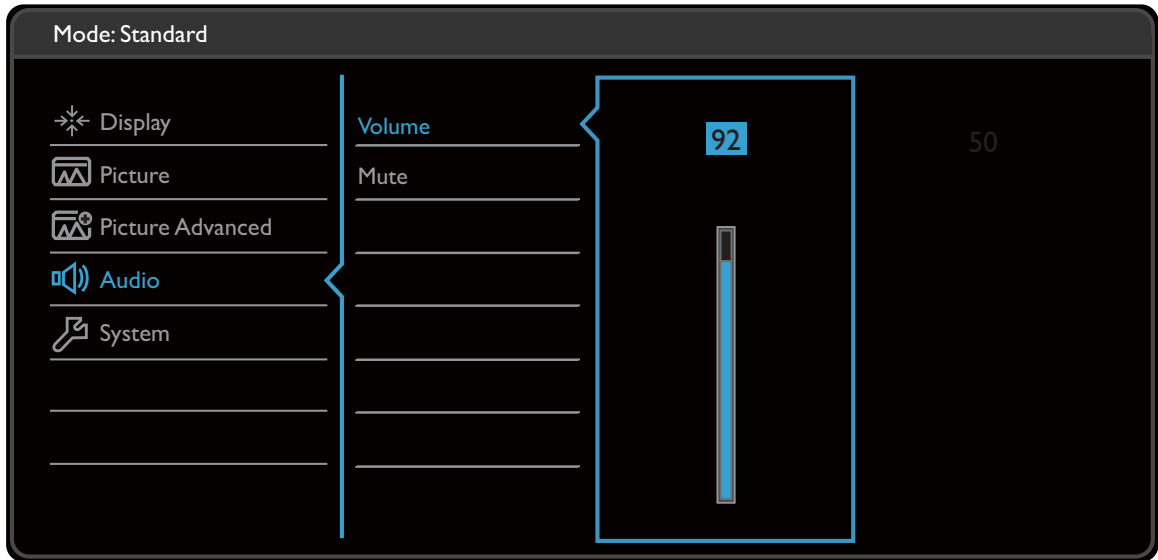 Mode: Standard
Display
Picture
Picture Advanced
Audio
System
Volume
Mute
92
50